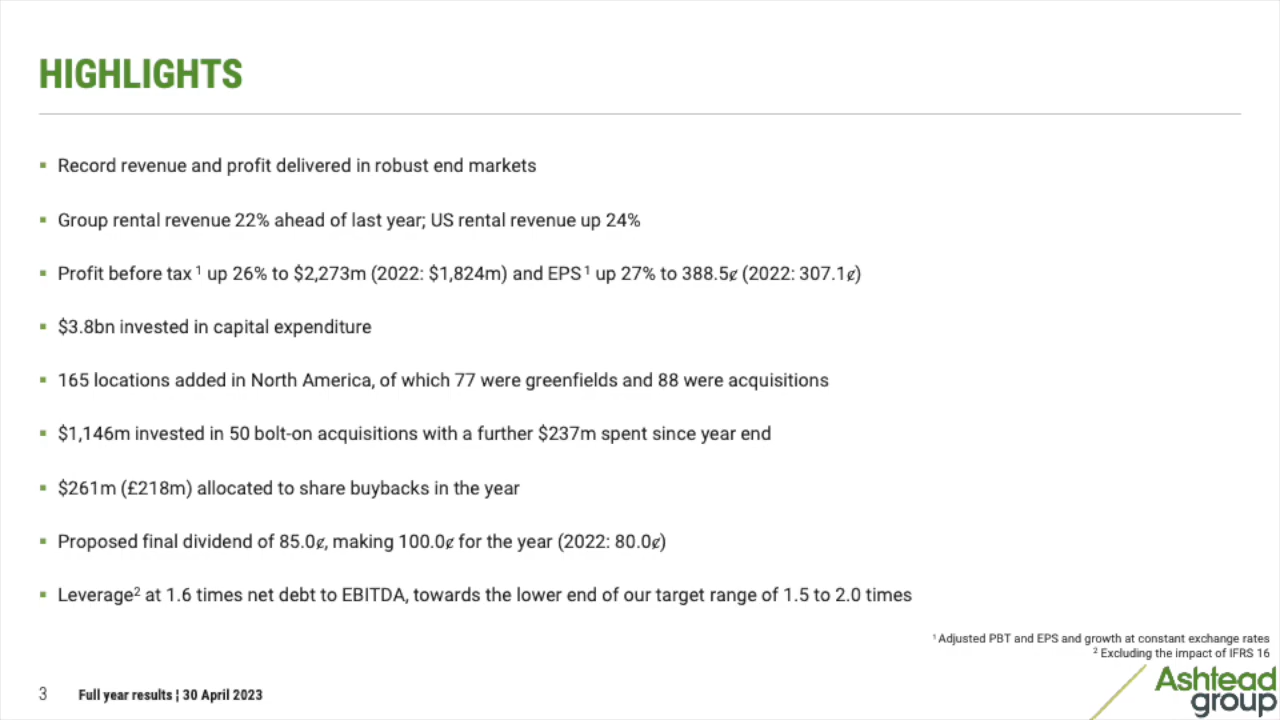 HIGHLIGHTS
▪ Record revenue and profit delivered in robust end markets
▪ Group rental revenue 22% ahead of last year; US rental revenue up 24%
▪ Profit before tax ¹ up 26% to $2,273m (2022: $1,824m) and EPS ¹ up 27% to 388.5¢ (2022: 307.1¢)
▪ $3.8bn invested in capital expenditure
▪ 165 locations added in North America, of which 77 were greenfields and 88 were acquisitions
▪ $1,146m invested in 50 bolt-on acquisitions with a further $237m spent since year end
▪ $261m (£218m) allocated to share buybacks in the year
▪ Proposed final dividend of 85.0¢, making 100.0¢ for the year (2022: 80.0¢)
▪ Leverage² at 1.6 times net debt to EBITDA, towards the lower end of our target range of 1.5 to 2.0 times
¹ Adjusted PBT and EPS and growth at constant exchange rates
² Excluding the impact of IFRS 16
3 Full year results ¦ 30 April 2023
Ashtead
group